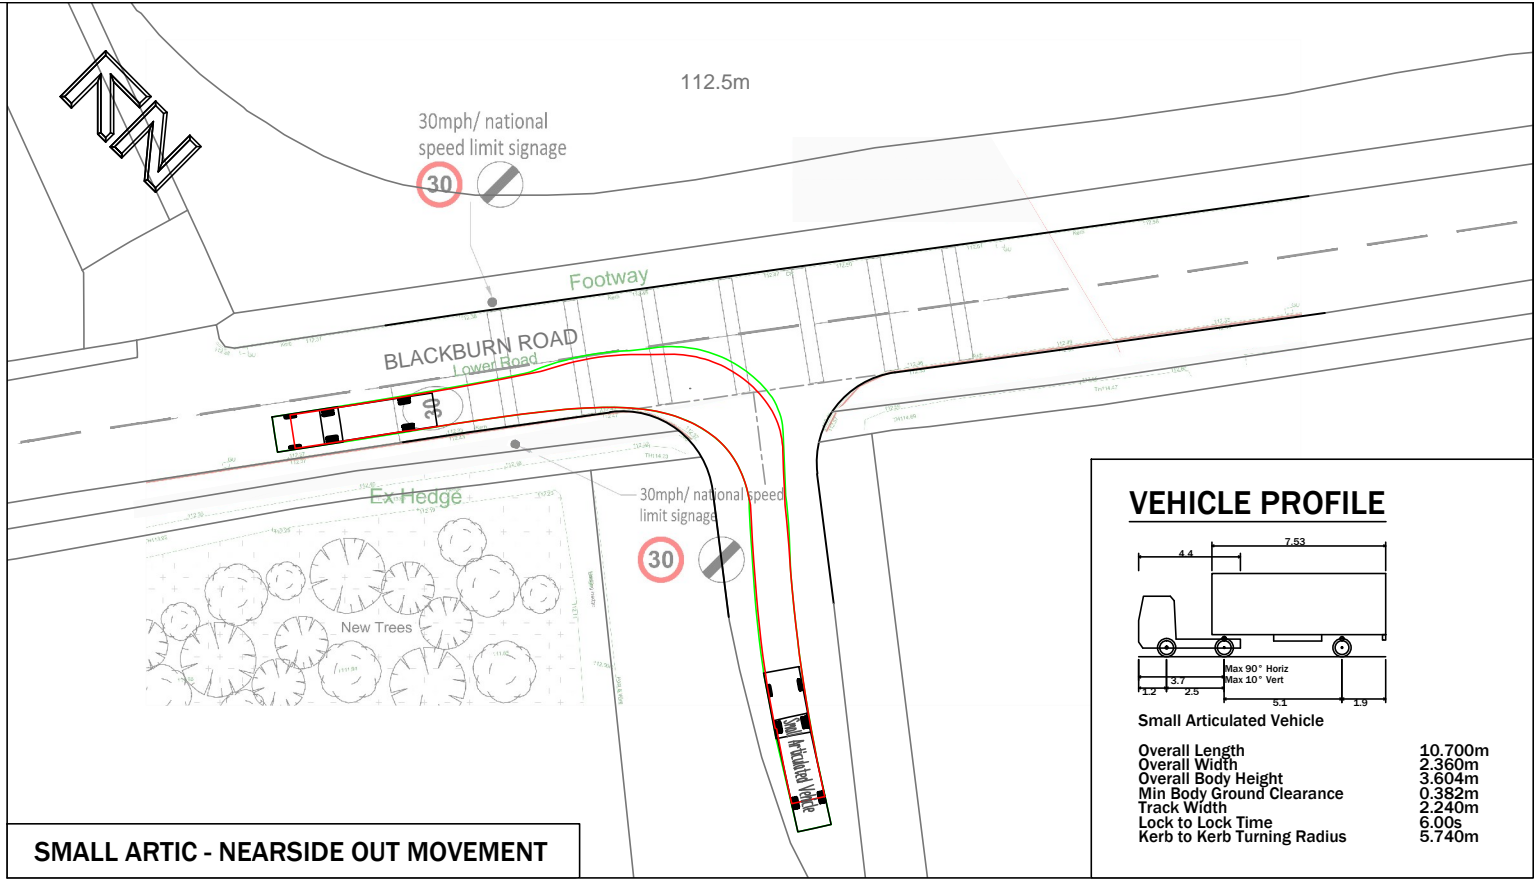 N
112.5m
30mph/ national
speed limit signage
30
Footway
BLACKBURN ROAD
Lower Road
30
Ex Hedge
30mph/ national speed
limit signage
30
New Trees
Small Articulated Vehicle
VEHICLE PROFILE
7.53
4.4
Max 90° Horiz
Max 10° Vert
3.7
1.2
2.5
5.1
1.9
Small Articulated Vehicle
Overall Length 10.700m
Overall Width 2.360m
Overall Body Height 3.604m
Min Body Ground Clearance 0.382m
Track Width 2.240m
Lock to Lock Time 6.00s
Kerb to Kerb Turning Radius 5.740m
SMALL ARTIC - NEARSIDE OUT MOVEMENT